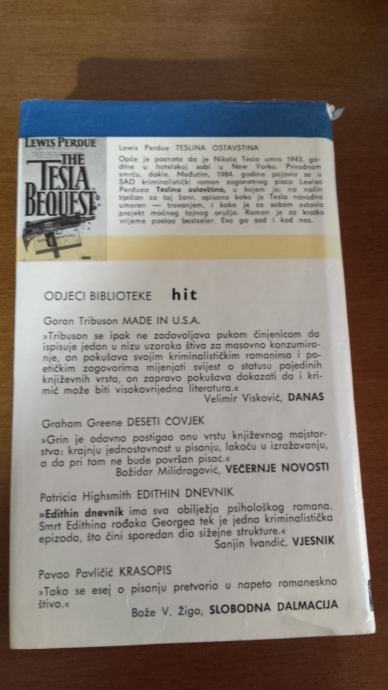 LEWIS PERDUE
THE
TESLA
BEQUEST
Lewis Perdue TESLINA OSTAVŠTINA
Opće je poznato da je Nikola Tesla umro 1943. go-
dine u hotelskoj sobi u New Yorku. Prirodnom
smrću, dakle. Međutim, 1984. godine pojavio se u
SAD kriminalistički roman zagonetnog pisca Lewisa
Perduea Teslina ostavština, u kojem je, na način
tipičan za taj žanr, opisano kako je Tesla navodno
umoren — trovanjem, i kako je za sobom ostavio
projekt moćnog tajnog oružja. Roman je za kratko
vrijeme postao bestseler. Evo ga sad i kod nas.
ODJECI BIBLIOTEKE hit
Goran Tribuson MADE IN U.S.A.
»Tribuson se ipak ne zadovoljava pukom činjenicom da
ispisuje jedan u nizu uzoraka štiva za masovno konzumira-
nje, on pokušava svojim kriminalističkim romanima i po-
etičkim zagovorima mijenjati svijest o statusu pojedinih
književnih vrsta, on zapravo pokušava dokazati da i kri-
mić može biti visokovrijedna literatura.«
Velimir Visković, DANAS
Graham Greene DESETI ČOVJEK
»Grin je odavno postigao onu vrstu književnog majstor-
stva: krajnju jednostavnost u pisanju, lakoću u izražavanju,
a da pri tom ne bude površan pisac.«
Božidar Milidragović, VEČERNJE NOVOSTI
Patricia Highsmith EDITHIN DNEVNIK
»Edithin dnevnik ima sva obilježja psihološkog romana.
Smrt Edithina rođaka Georgea tek je jedna kriminalistička
epizoda, što čini sporedan dio sižejne strukture.«
Sanjin Ivandić, VJESNIK
Pavao Pavličić KRASOPIS
»Tako se esej o pisanju pretvorio u napeto romaneskno
štivo.«
Bože V. Žigo, SLOBODNA DALMACIJA